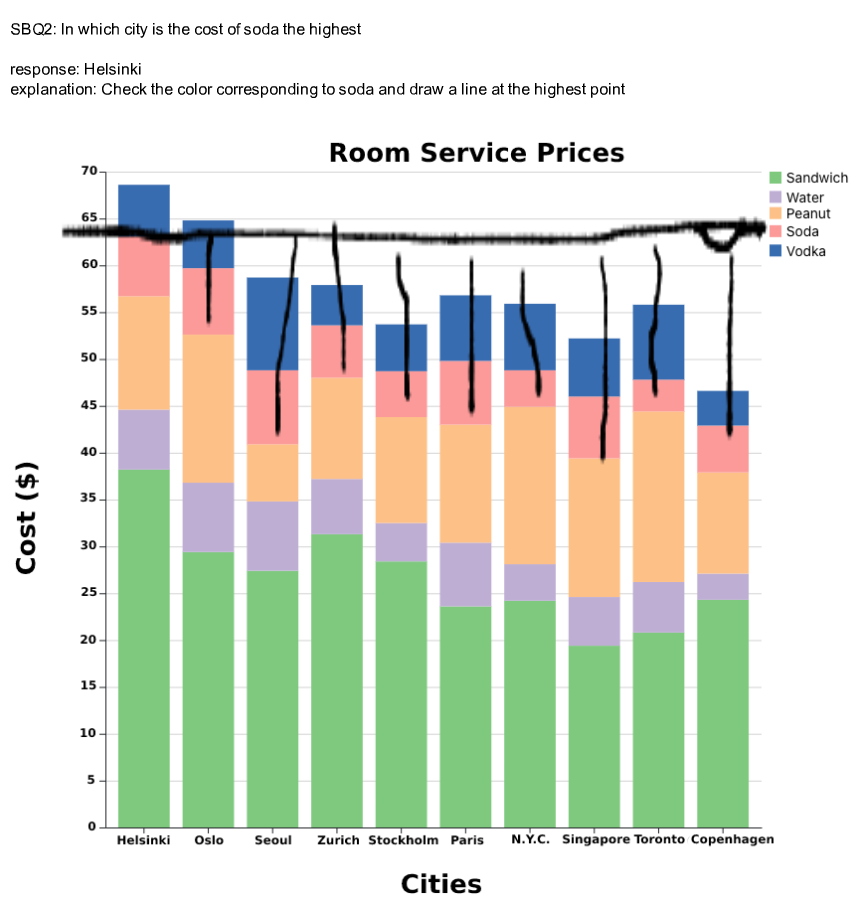 SBQ2: In which city is the cost of soda the highest
response: Helsinki
explanation: Check the color corresponding to soda and draw a line at the highest point
Room Service Prices
70
65
60
55
50
45
40
35
30
25
20
15
10
5
0
Cost ($)
Sandwich
Water
Peanut
Soda
Vodka
Helsinki Oslo Seoul Zurich Stockholm Paris N.Y.C. Singapore Toronto Copenhagen
Cities